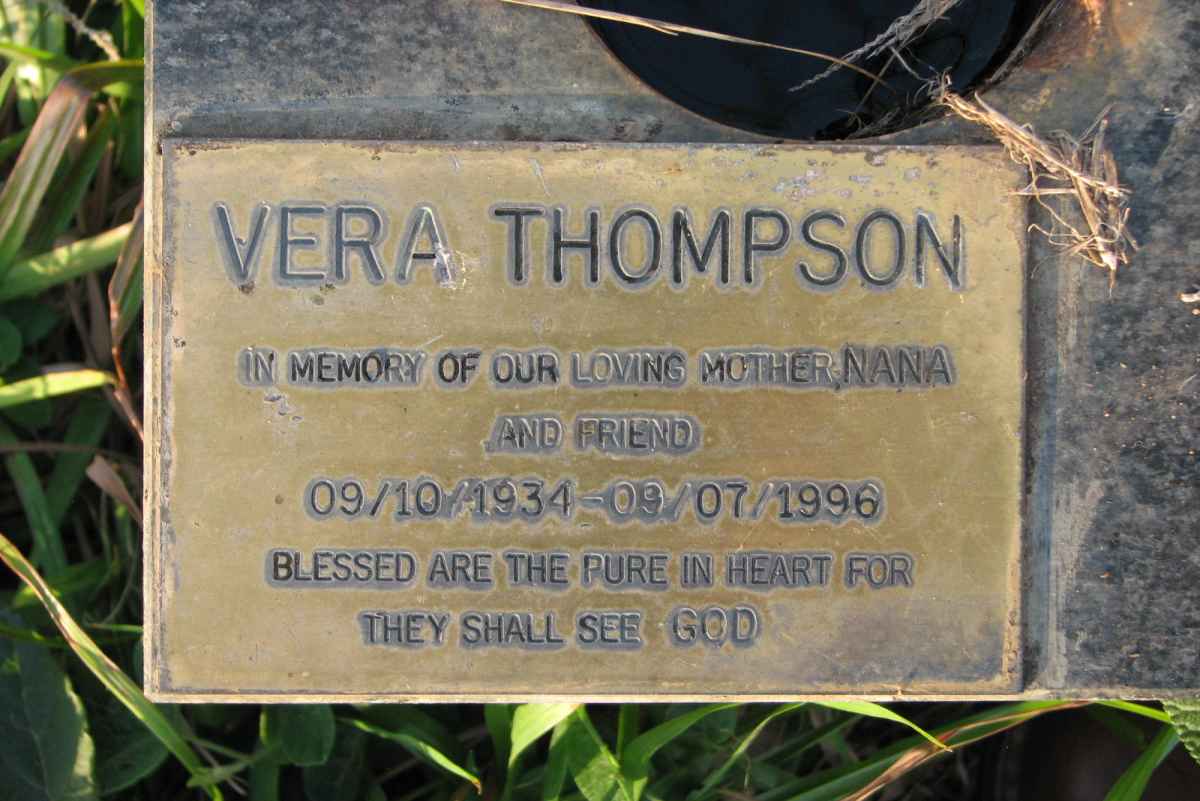 VERA THOMPSON
IN MEMORY OF OUR LOVING MOTHER, NANA
AND FRIEND
09/10/1934-09/07/1996
BLESSED ARE THE PURE IN HEART FOR
THEY SHALL SEE GOD